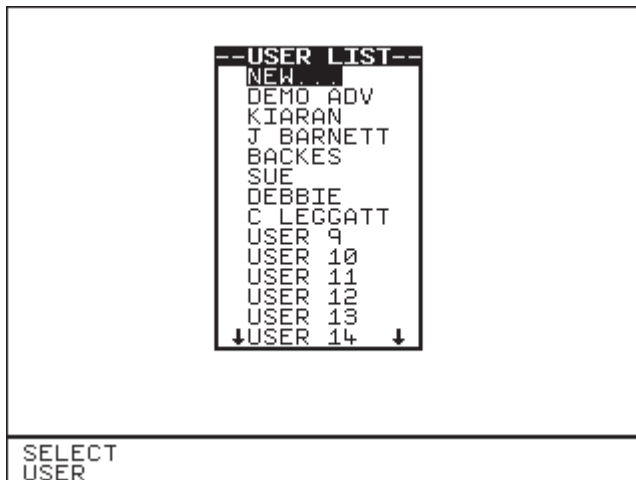 --USER LIST--
NEW...
DEMO ADV
KIARAN
J BARNETT
BACKES
SUE
DEBBIE
C LEGGATT
USER 9
USER 10
USER 11
USER 12
USER 13
↓USER 14 ↓
SELECT
USER